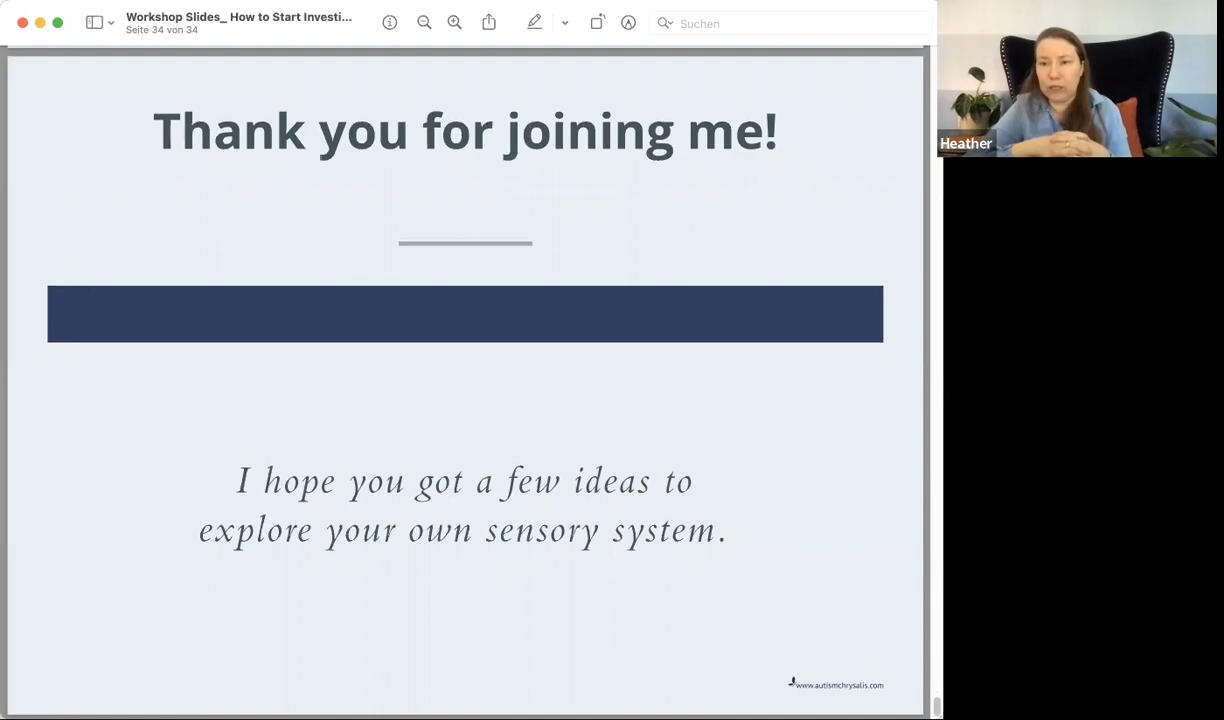 Workshop Slides_ How to Start Investi...
Seite 34 von 34
Suchen
Heather
Thank you for joining me!
I hope you got a few ideas to
explore your own sensory system.
www.autismchrysalis.com